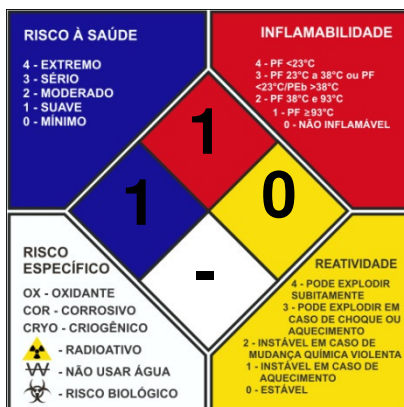 RISCO À SAÚDE
4 - EXTREMO
3 - SÉRIO
2 - MODERADO
1 - SUAVE
0 - MÍNIMO
INFLAMABILIDADE
4 - PF <23°C
3 - PF 23°C a 38°C ou PF
<23°C/PEb >38°C
2 - PF 38°C e 93°C
1 - PF ≥93°C
0 - NÃO INFLAMÁVEL
1
1
0
-
RISCO
ESPECÍFICO
OX - OXIDANTE
COR - CORROSIVO
CRYO - CRIOGÊNICO
- RADIOATIVO
W - NÃO USAR ÁGUA
- RISCO BIOLÓGICO
REATIVIDADE
4 - PODE EXPLODIR
SUBITAMENTE
3 - PODE EXPLODIR EM
CASO DE CHOQUE OU
AQUECIMENTO
2 - INSTÁVEL EM CASO DE
MUDANÇA QUÍMICA VIOLENTA
1 - INSTÁVEL EM CASO DE
AQUECIMENTO
0 - ESTÁVEL